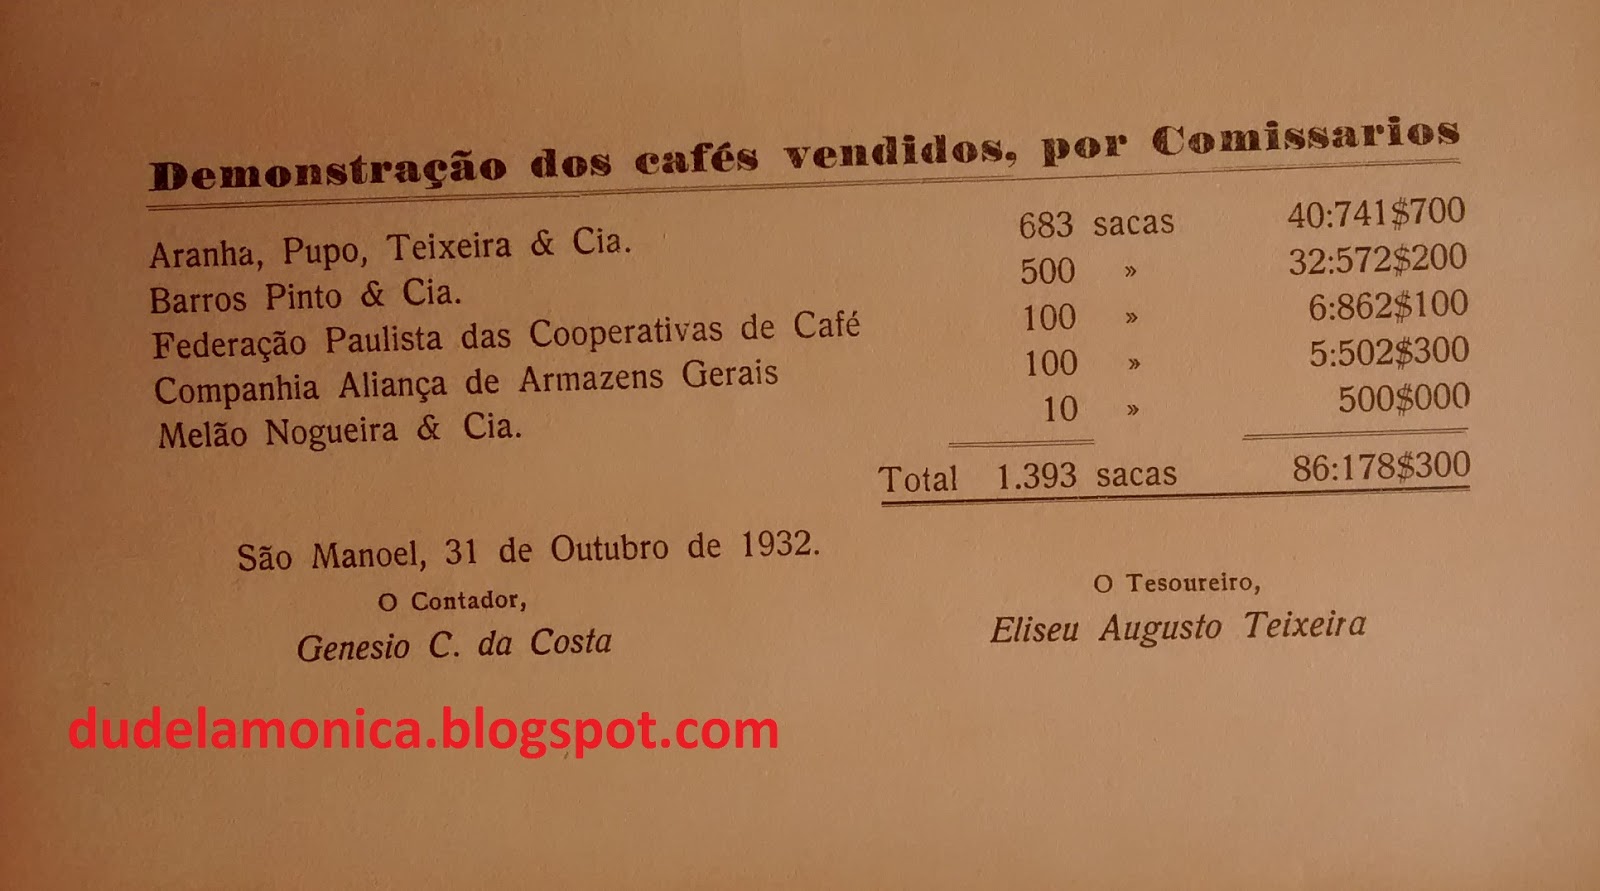 Demonstração dos cafés vendidos, por Comissarios
Aranha, Pupo, Teixeira & Cia. 683 sacas 40:741$700
Barros Pinto & Cia. 500 » 32:572$200
Federação Paulista das Cooperativas de Café 100 » 6:862$100
Companhia Aliança de Armazens Gerais 100 » 5:502$300
Melão Nogueira & Cia. 10 » 500$000
Total 1.393 sacas 86:178$300
São Manoel, 31 de Outubro de 1932.
O Contador, O Tesoureiro,
Genesio C. da Costa Eliseu Augusto Teixeira
dudelamonica.blogspot.com